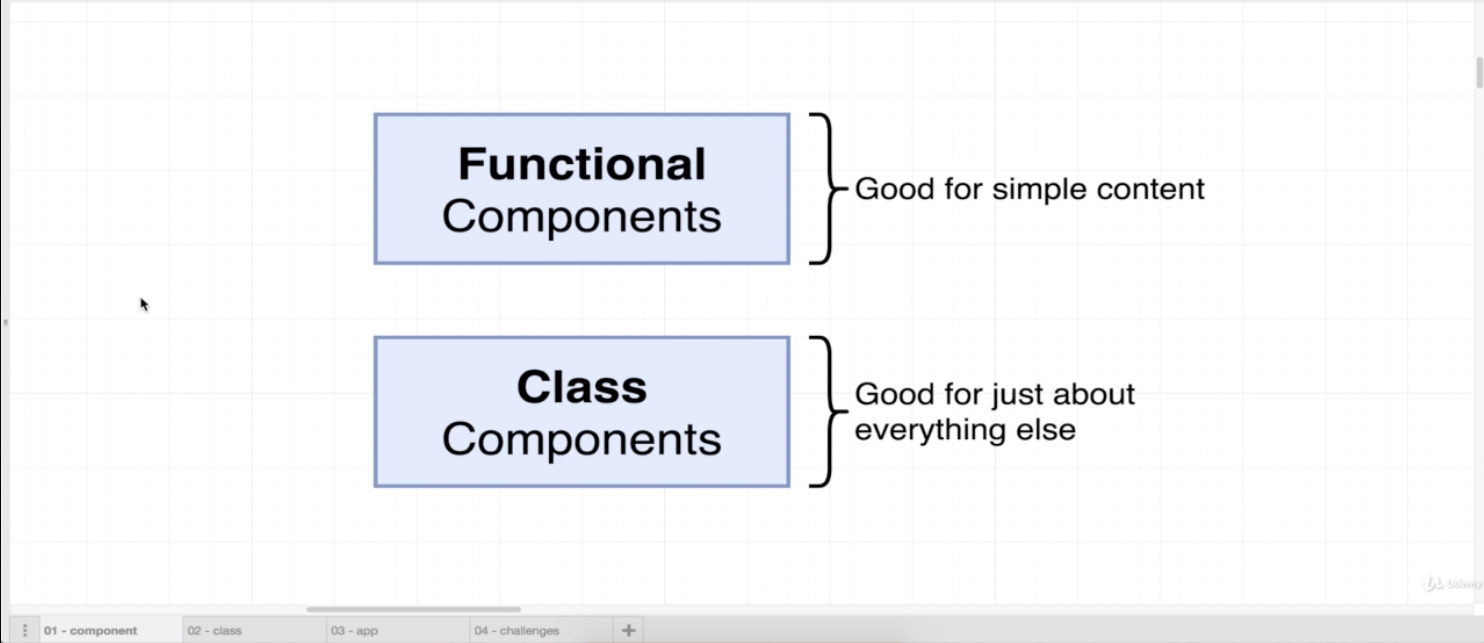 Functional
Components
Good for simple content
Class
Components
Good for just about
everything else
Udemy
01 - component
02 - class
03 - app
04 - challenges